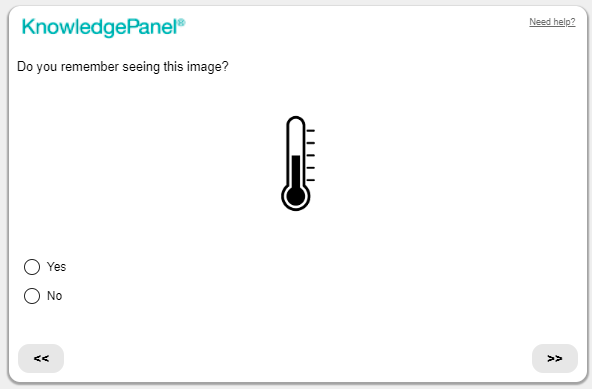 KnowledgePanel®
Need help?
Do you remember seeing this image?
Yes
No
<<
>>